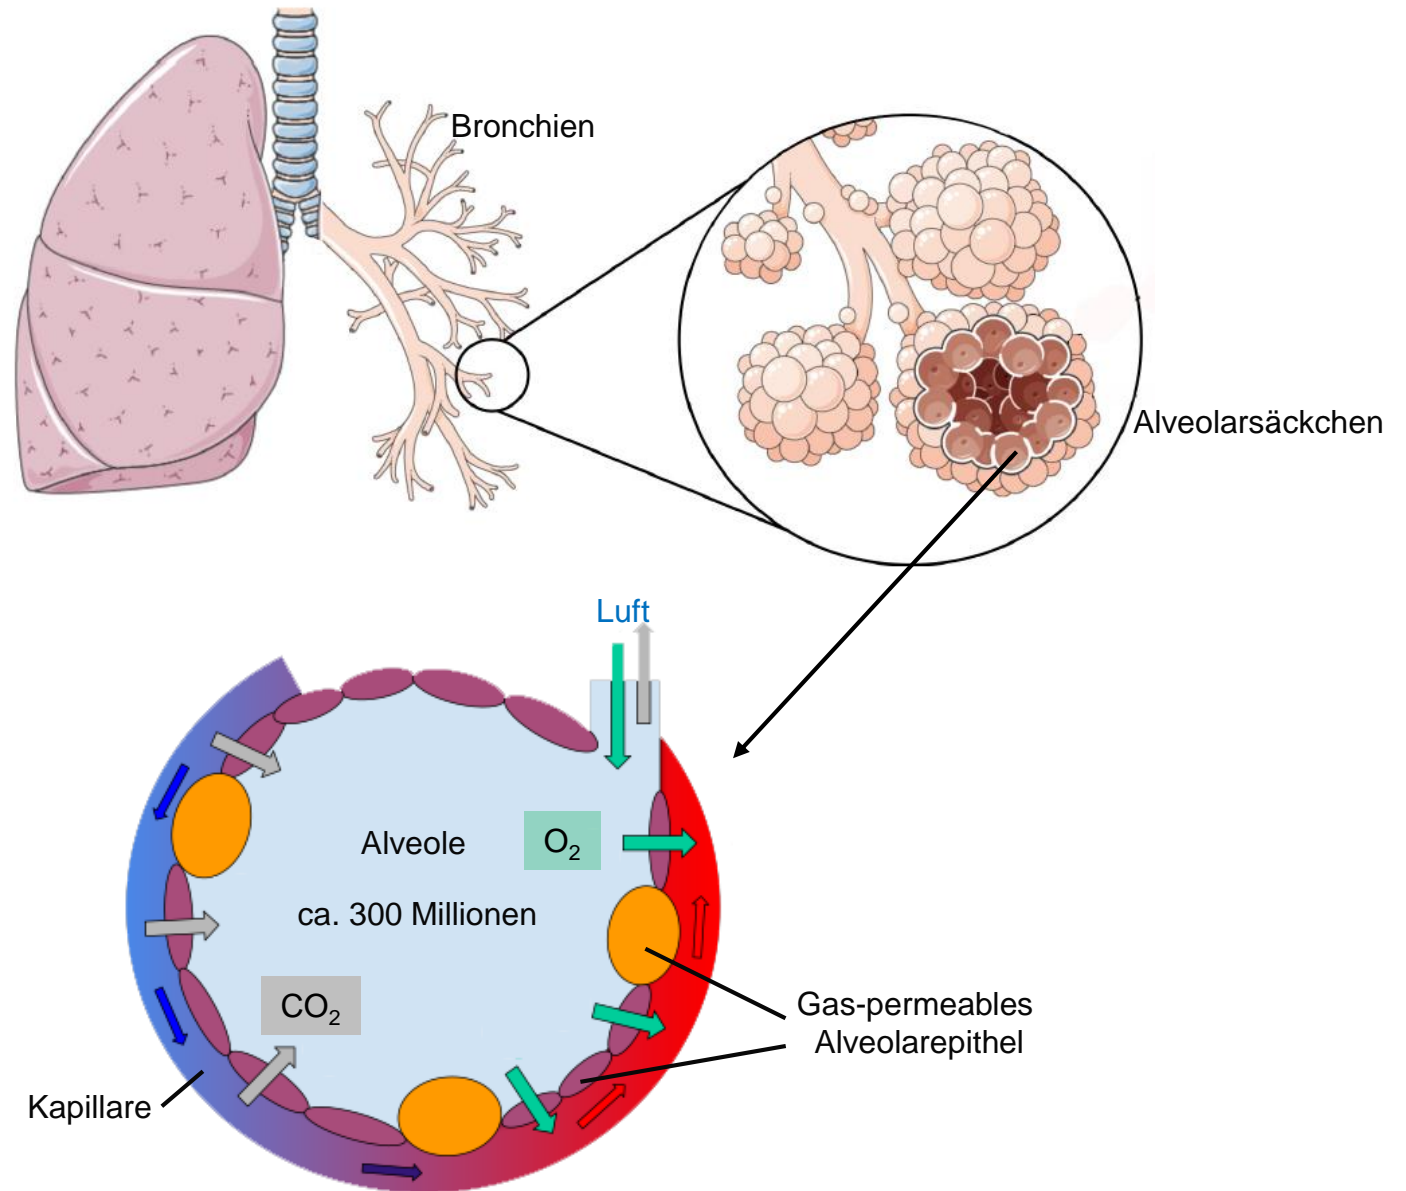 Bronchien
Alveolarsäckchen
Luft
Alveole
O₂
ca. 300 Millionen
CO₂
Gas-permeables
Alveolarepithel
Kapillare